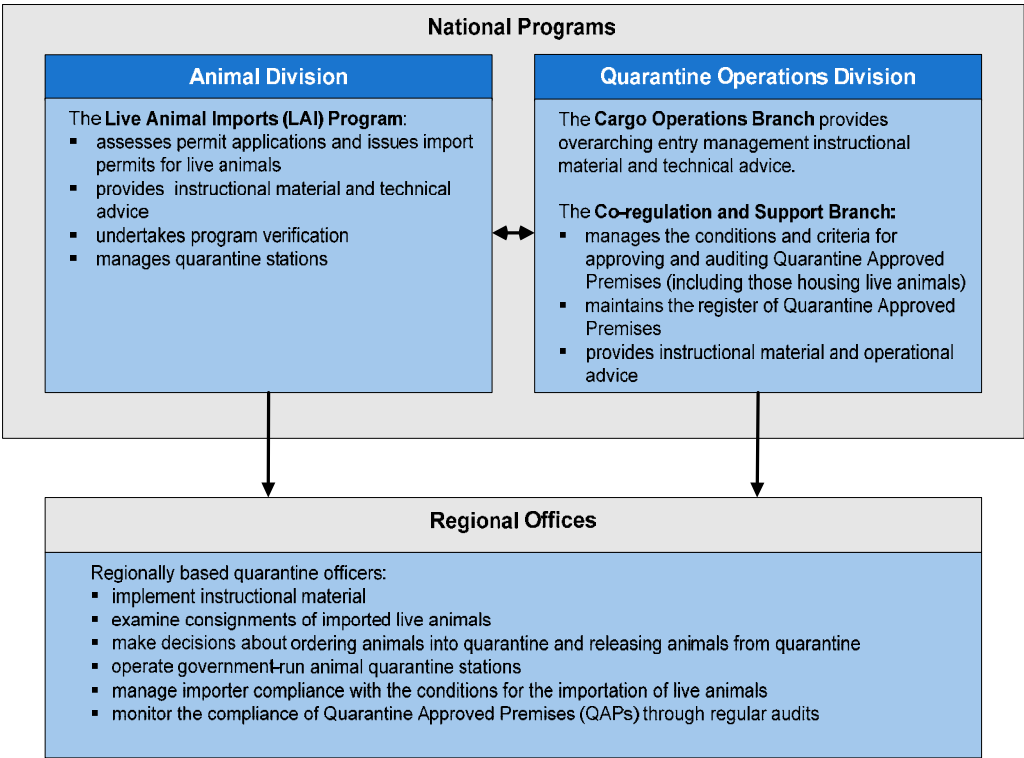 National Programs
Animal Division
The Live Animal Imports (LAI) Program:
▪ assesses permit applications and issues import
permits for live animals
▪ provides instructional material and technical
advice
▪ undertakes program verification
▪ manages quarantine stations
Quarantine Operations Division
The Cargo Operations Branch provides
overarching entry management instructional
material and technical advice.
The Co-regulation and Support Branch:
▪ manages the conditions and criteria for
approving and auditing Quarantine Approved
Premises (including those housing live animals)
▪ maintains the register of Quarantine Approved
Premises
▪ provides instructional material and operational
advice
Regional Offices
Regionally based quarantine officers:
▪ implement instructional material
▪ examine consignments of imported live animals
▪ make decisions about ordering animals into quarantine and releasing animals from quarantine
▪ operate government-run animal quarantine stations
▪ manage importer compliance with the conditions for the importation of live animals
▪ monitor the compliance of Quarantine Approved Premises (QAPs) through regular audits